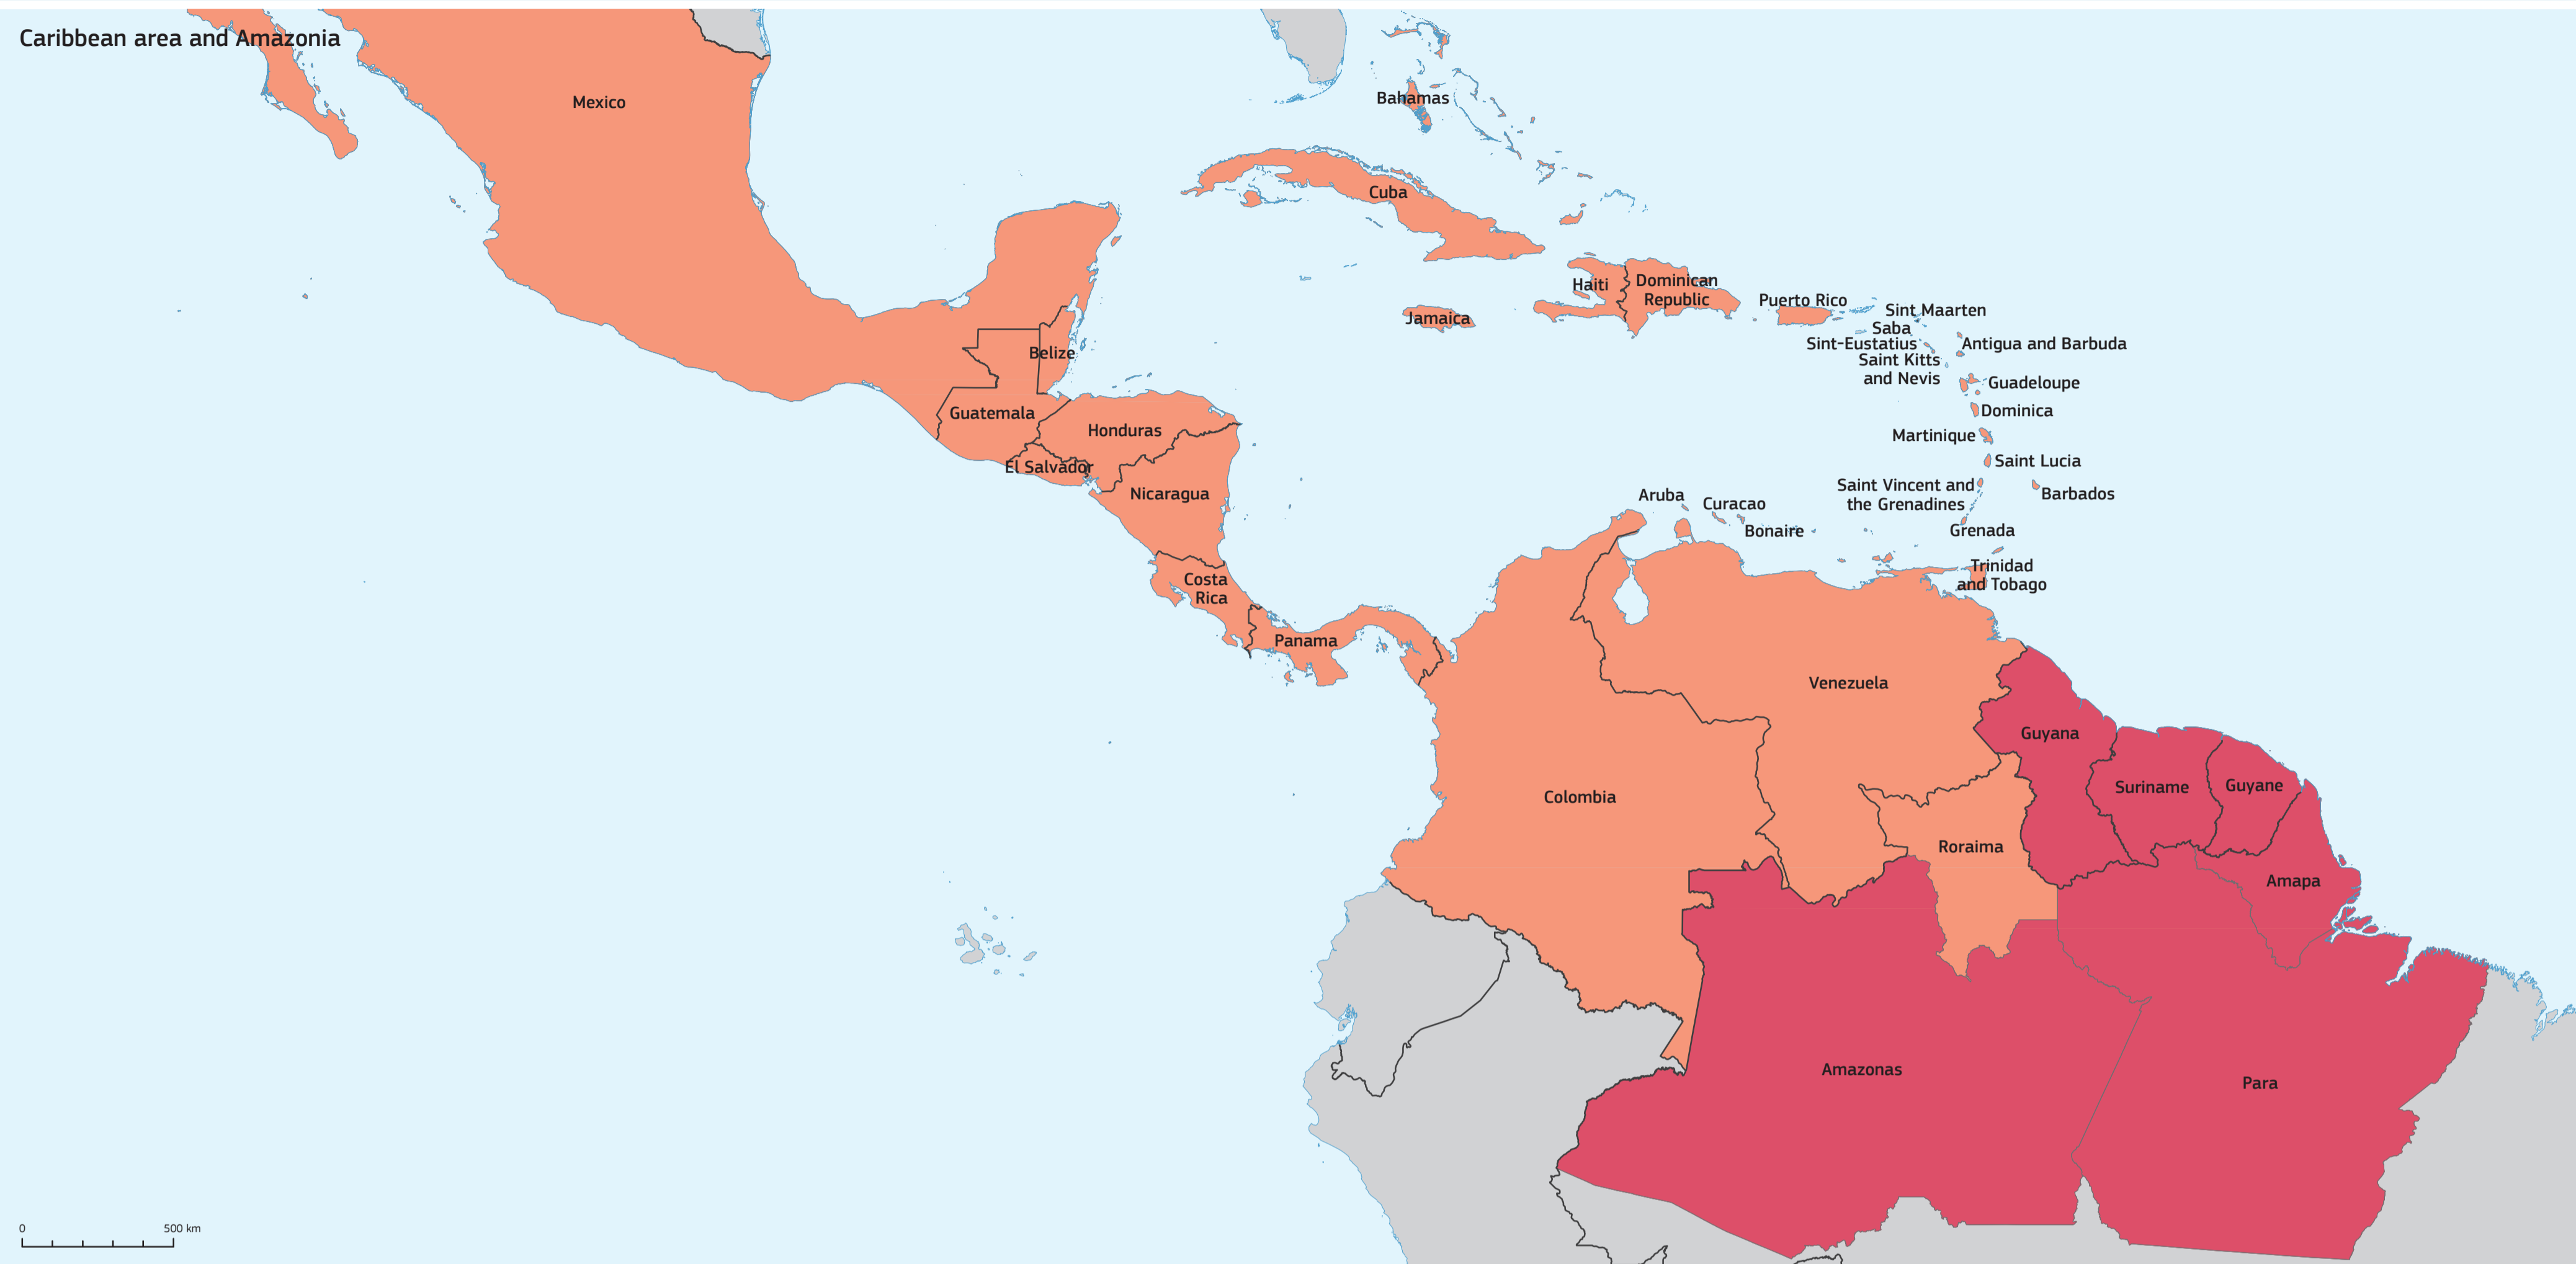 Caribbean area and Amazonia
Mexico
Bahamas
Cuba
Haiti
Dominican
Republic
Jamaica
Puerto Rico
Sint Maarten
Saba
Sint-Eustatius
Antigua and Barbuda
Saint Kitts
and Nevis
Guadeloupe
Dominica
Martinique
Saint Lucia
Saint Vincent and
the Grenadines
Barbados
Grenada
Belize
Guatemala
Honduras
El Salvador
Nicaragua
Aruba
Curacao
Bonaire
Trinidad
and Tobago
Costa
Rica
Panama
Venezuela
Guyana
Suriname
Guyane
Colombia
Roraima
Amapa
Amazonas
Para
0
500 km